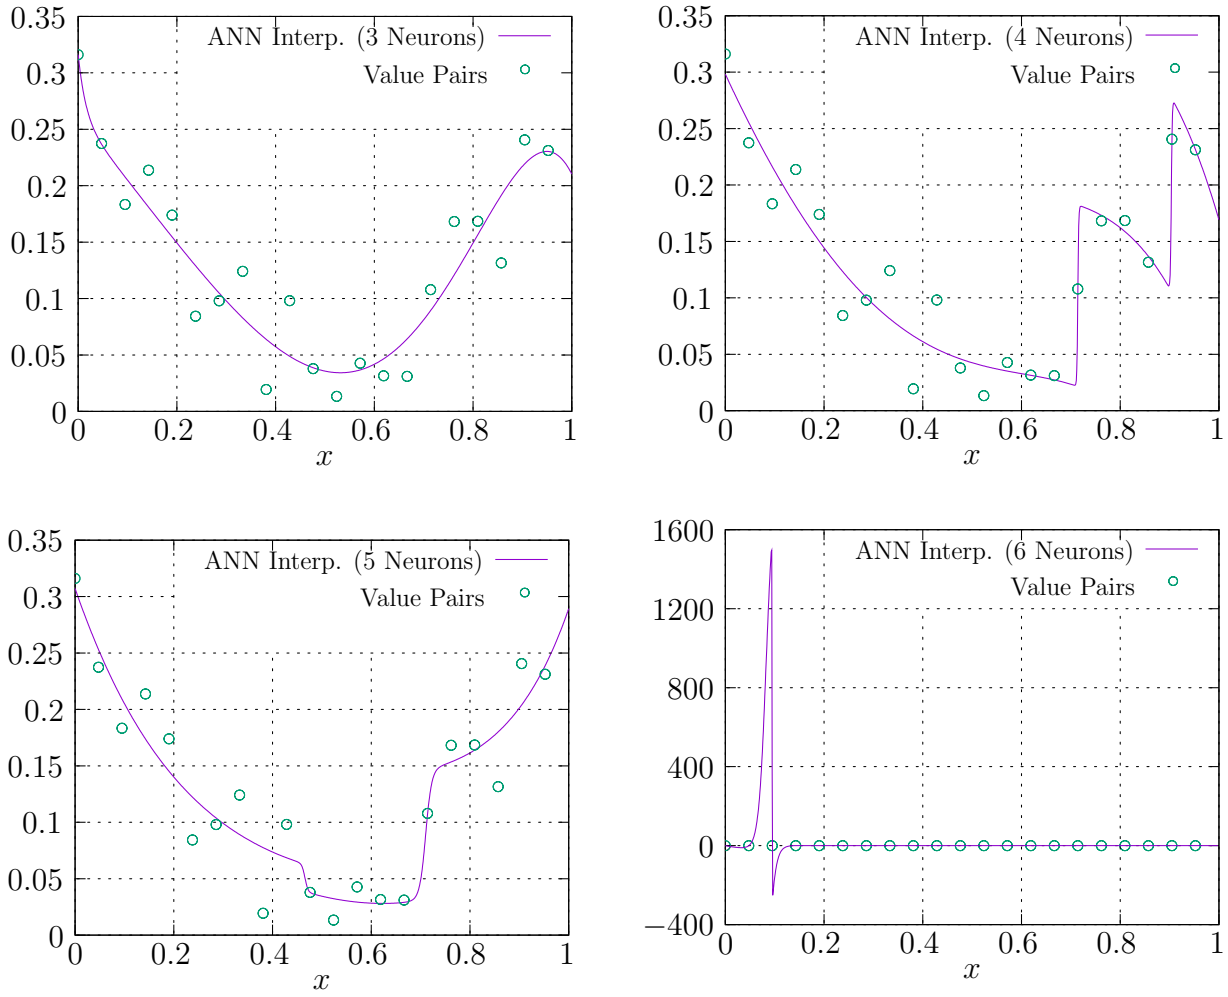 0.35
ANN Interp. (3 Neurons)
0.3
Value Pairs
0.25
0.2
0.15
0.1
0.05
0
0 0.2 0.4 0.6 0.8 1
x
0.35
ANN Interp. (4 Neurons)
0.3
Value Pairs
0.25
0.2
0.15
0.1
0.05
0
0 0.2 0.4 0.6 0.8 1
x
0.35
ANN Interp. (5 Neurons)
0.3
Value Pairs
0.25
0.2
0.15
0.1
0.05
0
0 0.2 0.4 0.6 0.8 1
x
1600
ANN Interp. (6 Neurons)
Value Pairs
1200
800
400
0
−400
0 0.2 0.4 0.6 0.8 1
x